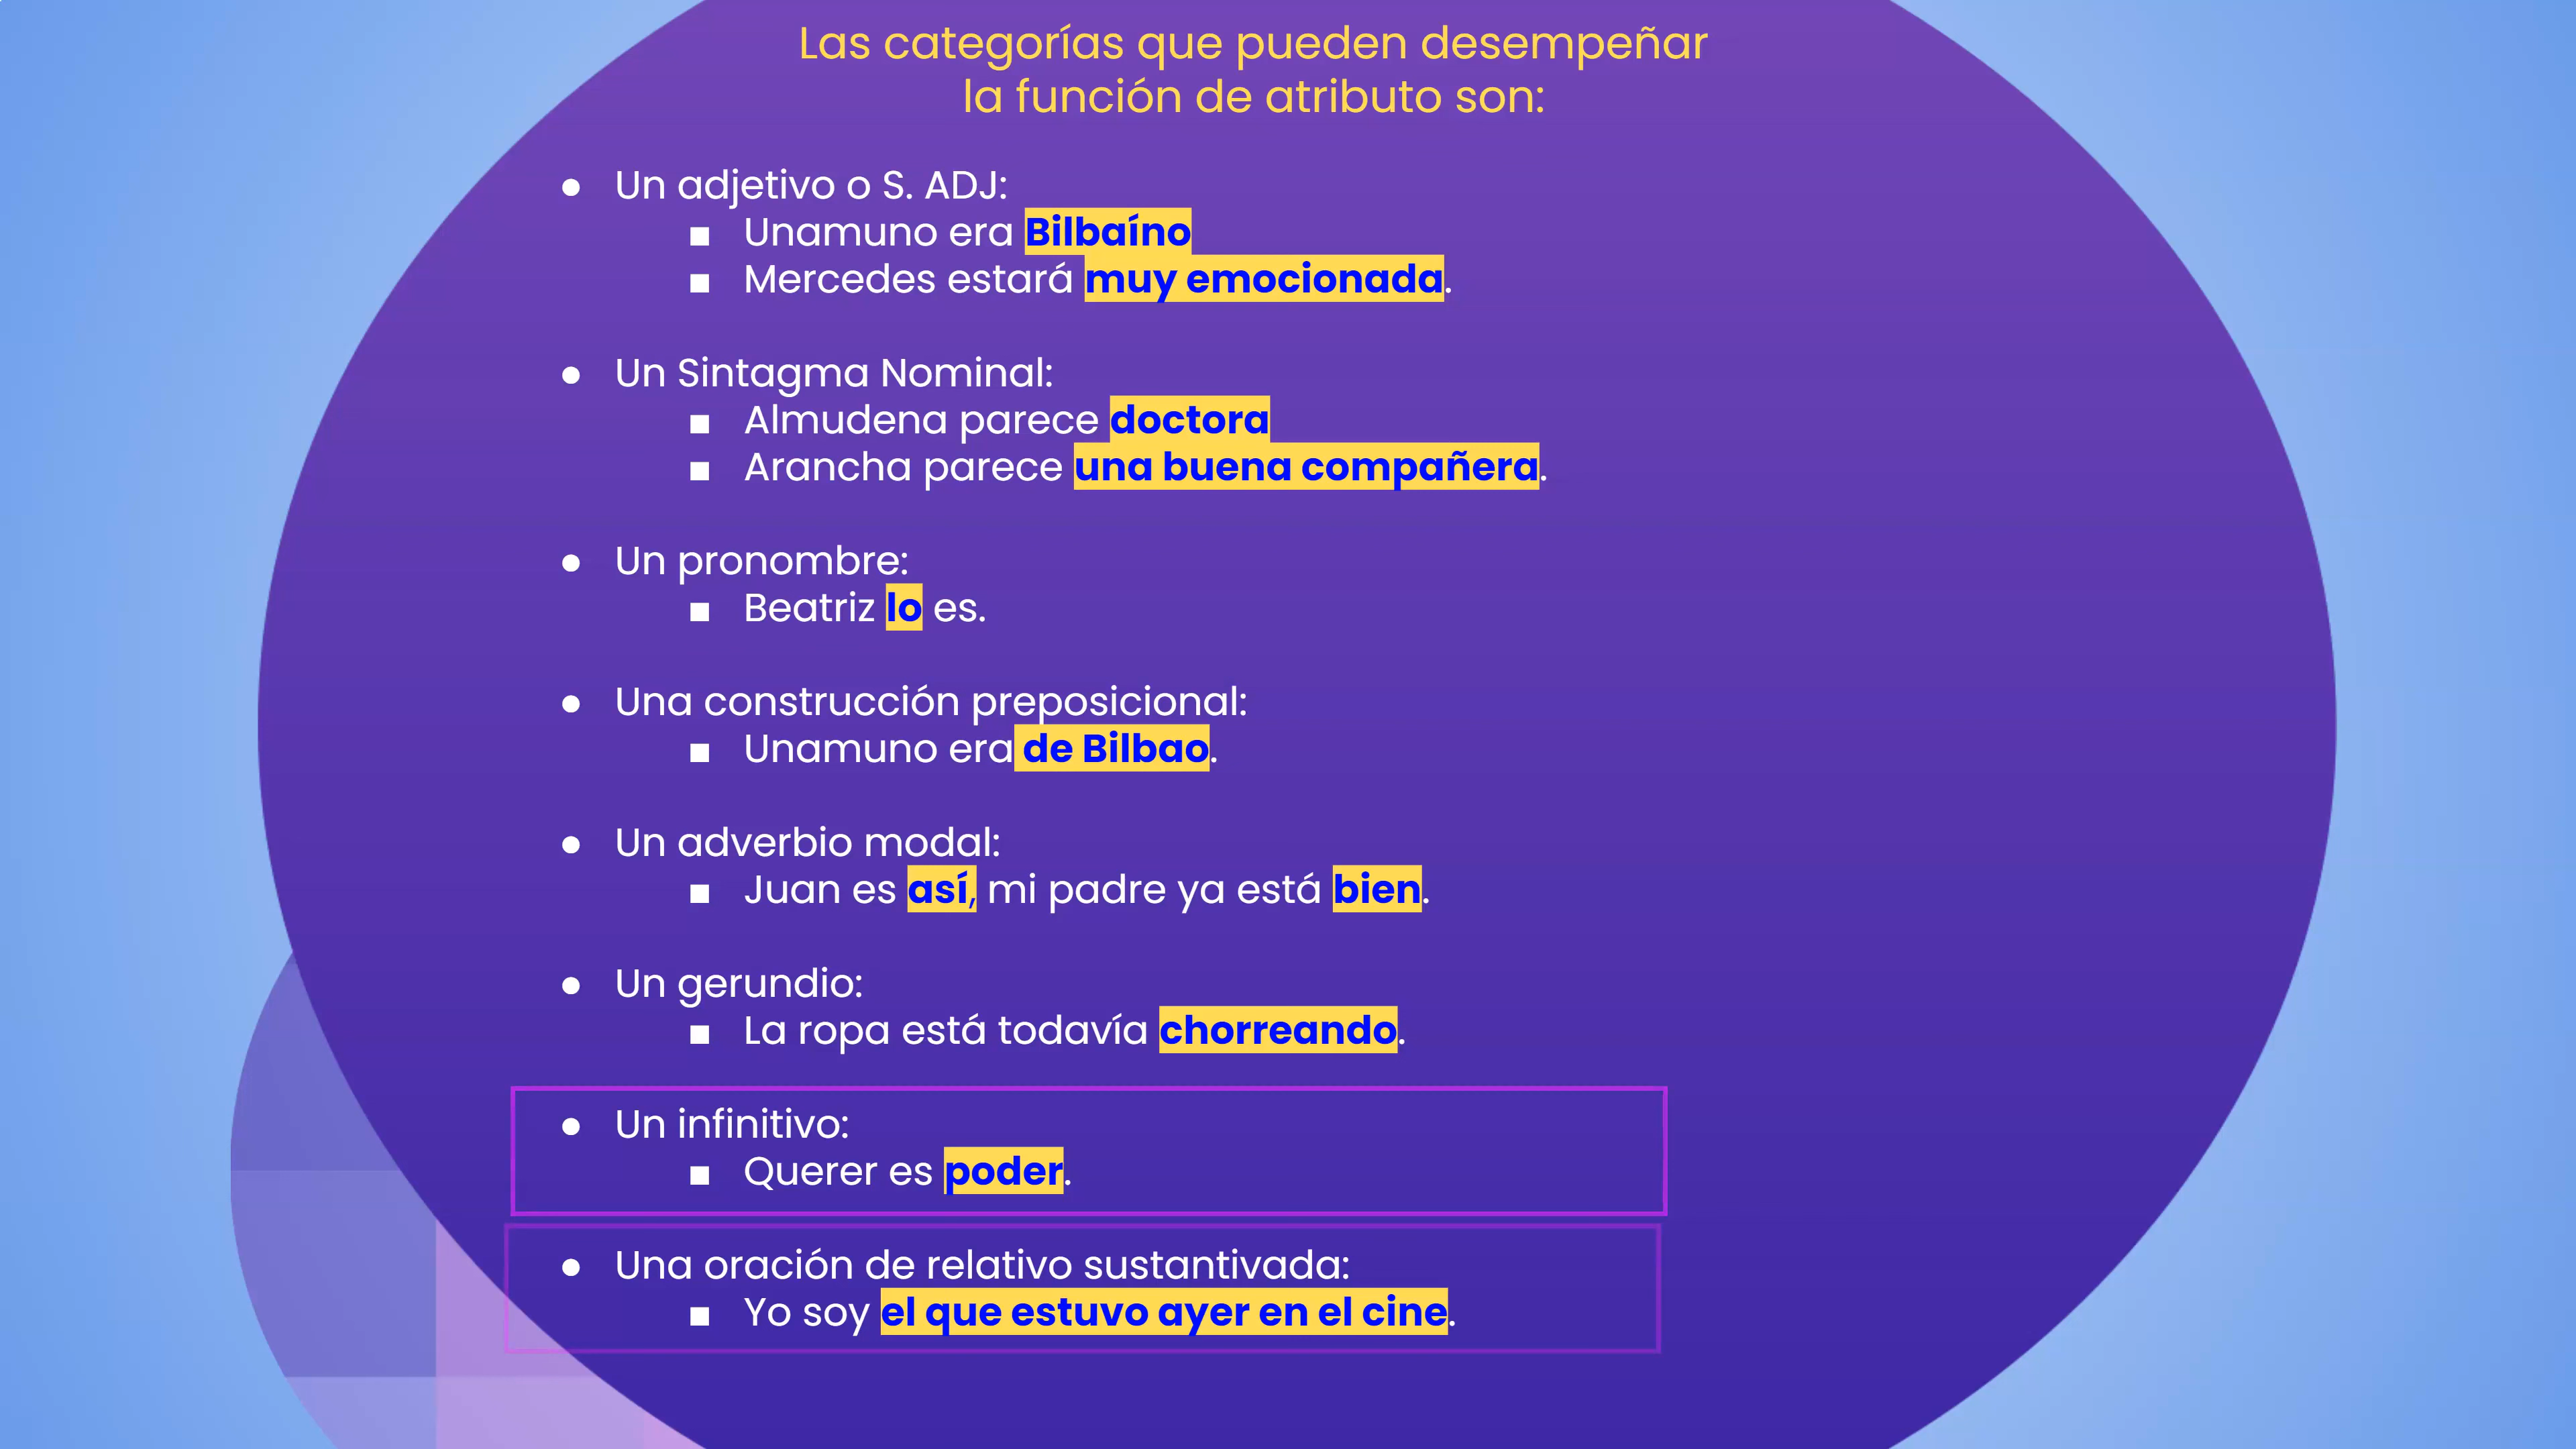 Las categorías que pueden desempeñar
la función de atributo son:
● Un adjetivo o S. ADJ:
■ Unamuno era Bilbaíno
■ Mercedes estará muy emocionada.
● Un Sintagma Nominal:
■ Almudena parece doctora
■ Arancha parece una buena compañera.
● Un pronombre:
■ Beatriz lo es.
● Una construcción preposicional:
■ Unamuno era de Bilbao.
● Un adverbio modal:
■ Juan es así, mi padre ya está bien.
● Un gerundio:
■ La ropa está todavía chorreando.
● Un infinitivo:
■ Querer es poder.
● Una oración de relativo sustantivada:
■ Yo soy el que estuvo ayer en el cine.